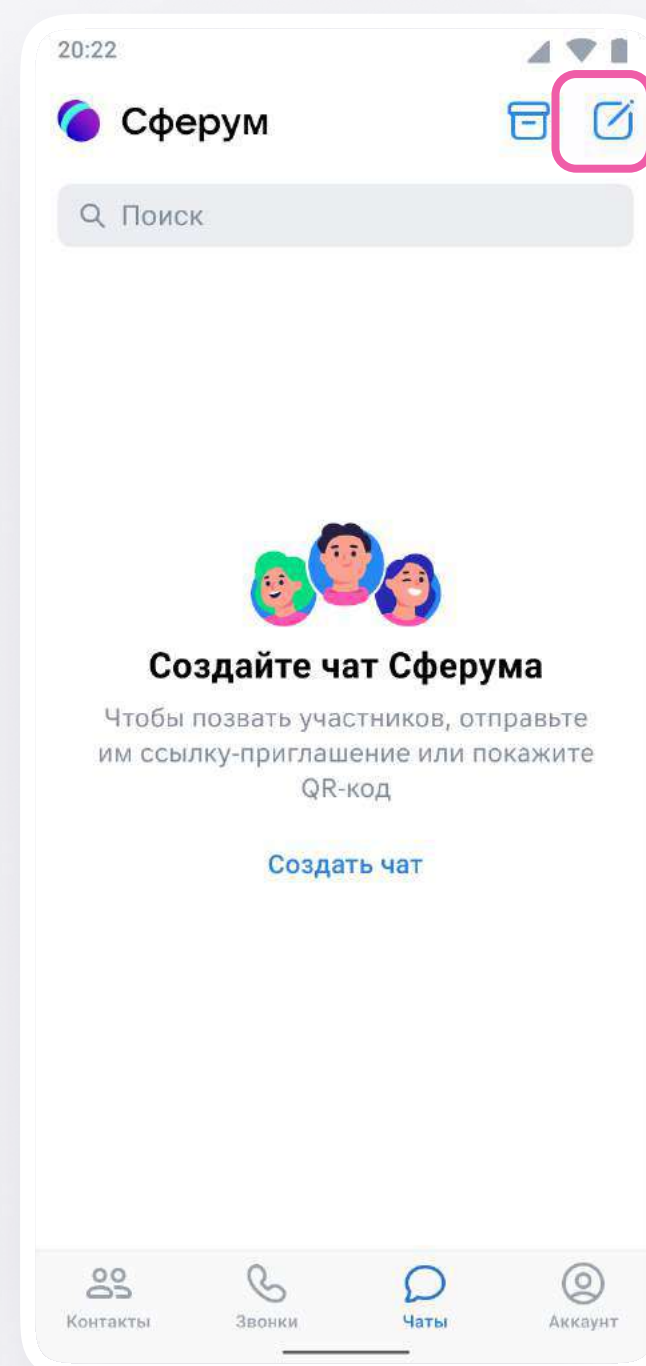 20:22
Сферум
Поиск
Создайте чат Сферума
Чтобы позвать участников, отправьте
им ссылку-приглашение или покажите
QR-код
Создать чат
Контакты
Звонки
Чаты
Аккаунт